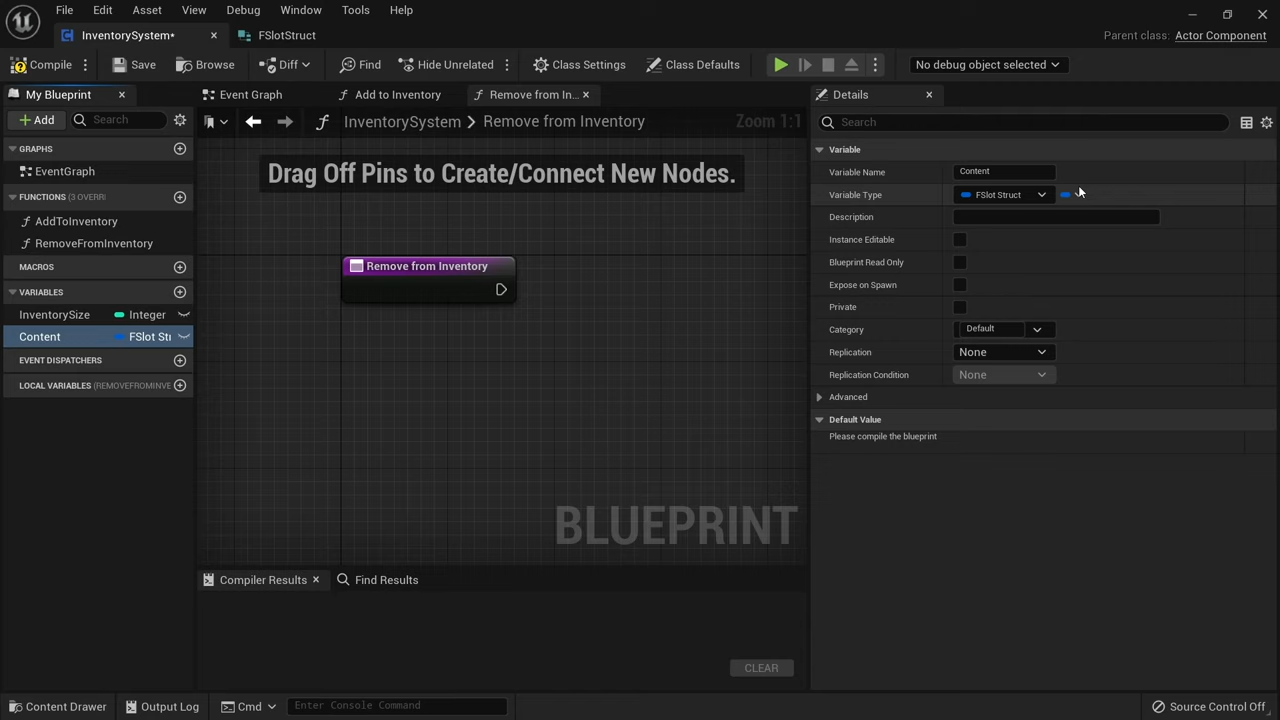 File Edit Asset View Debug Window Tools Help
InventorySystem* FSlotStruct Parent class: Actor Component
Compile Save Browse Diff Find Hide Unrelated Class Settings Class Defaults No debug object selected
My Blueprint Event Graph Add to Inventory Remove from In... Details
Add Search InventorySystem Remove from Inventory Zoom 1:1 Search
GRAPHS Variable
EventGraph Drag Off Pins to Create/Connect New Nodes. Variable Name Content
FUNCTIONS (3 OVERRI Variable Type FSlot Struct
AddToInventory Description
RemoveFromInventory Instance Editable
MACROS Remove from Inventory Blueprint Read Only
VARIABLES Expose on Spawn
InventorySize Integer Private
Content FSlot Str Category Default
EVENT DISPATCHERS Replication None
LOCAL VARIABLES (REMOVEFROMINVE Replication Condition None
Advanced
Default Value
Please compile the blueprint
BLUEPRINT
Compiler Results Find Results
CLEAR
Content Drawer Output Log Cmd Enter Console Command Source Control Off